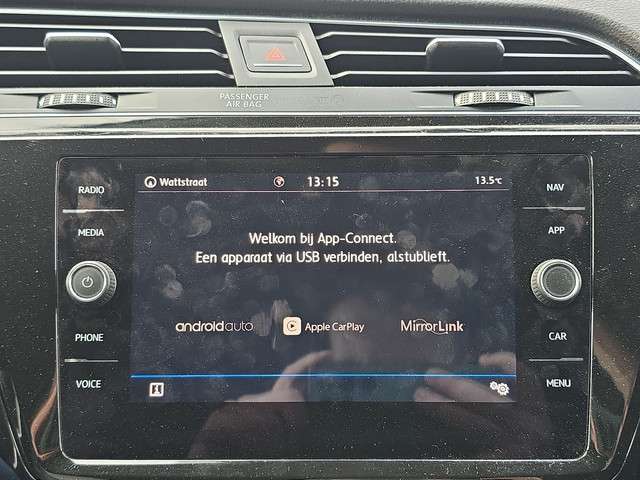 PASSENGER
AIR BAG
RADIO
MEDIA
PHONE
VOICE
Wattstraat 13:15 13.5°C
Welkom bij App-Connect.
Een apparaat via USB verbinden, alstublieft.
androidauto Apple CarPlay MirrorLink
NAV
APP
CAR
MENU